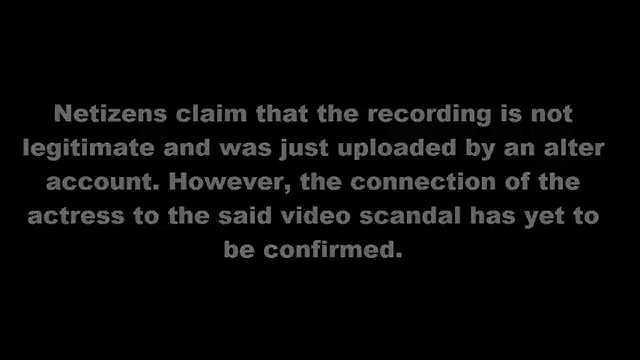 Netizens claim that the recording is not
legitimate and was just uploaded by an alter
account. However, the connection of the
actress to the said video scandal has yet to
be confirmed.